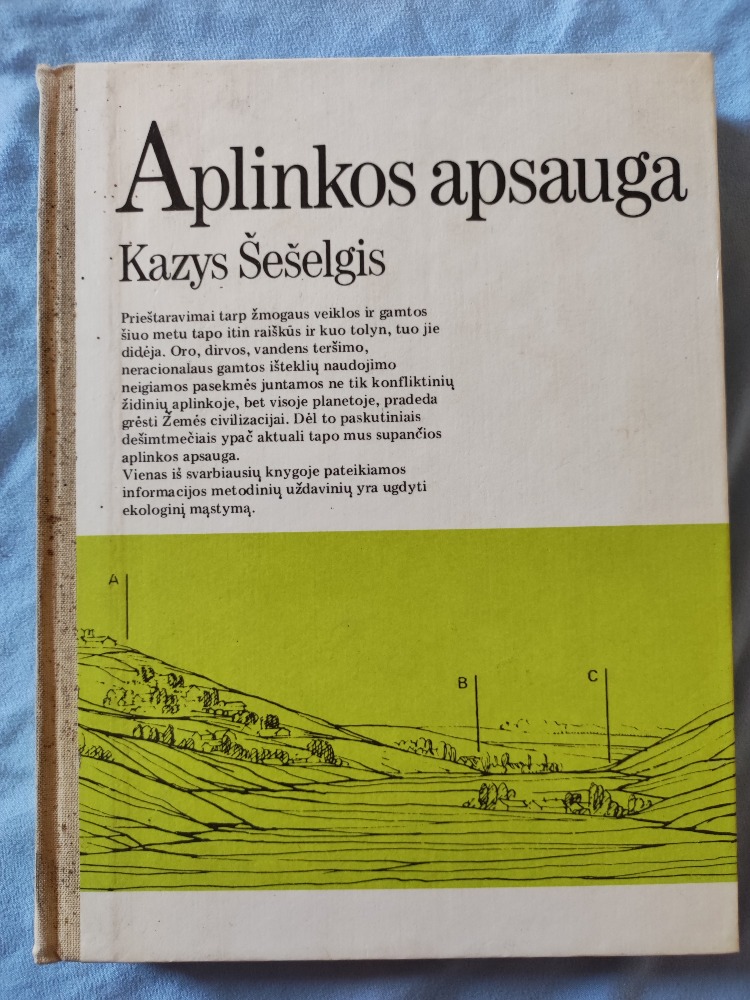 Aplinkos apsauga
Kazys Šešelgis
Prieštaravimai tarp žmogaus veiklos ir gamtos
šiuo metu tapo itin raiškūs ir kuo tolyn, tuo jie
didėja. Oro, dirvos, vandens teršimo,
neracionalaus gamtos išteklių naudojimo
neigiamos pasekmės juntamos ne tik konfliktinių
židinių aplinkoje, bet visoje planetoje, pradeda
grėsti Žemės civilizacijai. Dėl to paskutiniais
dešimtmečiais ypač aktuali tapo mus supančios
aplinkos apsauga.
Vienas iš svarbiausių knygoje pateikiamos
informacijos metodinių uždavinių yra ugdyti
ekologinį mąstymą.
A
B
C